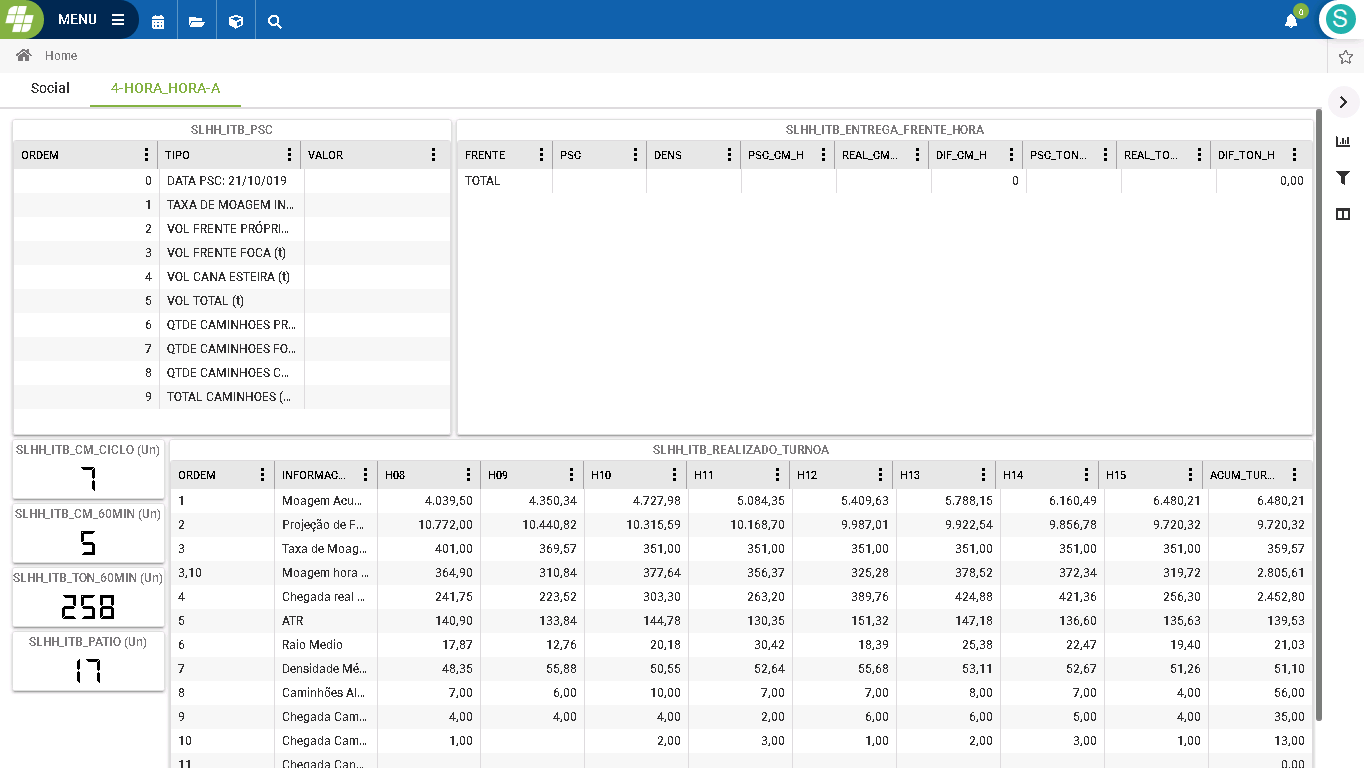 MENU
0
S
Home
Social 4-HORA_HORA-A
SLHH_ITB_PSC
ORDEM TIPO VALOR
0 DATA PSC: 21/10/019
1 TAXA DE MOAGEM IN...
2 VOL FRENTE PRÓPRI...
3 VOL FRENTE FOCA (t)
4 VOL CANA ESTEIRA (t)
5 VOL TOTAL (t)
6 QTDE CAMINHOES PR...
7 QTDE CAMINHOES FO...
8 QTDE CAMINHOES C...
9 TOTAL CAMINHOES (...
SLHH_ITB_ENTREGA_FRENTE_HORA
FRENTE PSC DENS PSC_CM_H REAL_CM... DIF_CM_H PSC_TON... REAL_TO... DIF_TON_H
TOTAL 0 0,00
SLHH_ITB_CM_CICLO (Un)
7
SLHH_ITB_CM_60MIN (Un)
5
SLHH_ITB_TON_60MIN (Un)
258
SLHH_ITB_PATIO (Un)
17
SLHH_ITB_REALIZADO_TURNOA
ORDEM INFORMAC... H08 H09 H10 H11 H12 H13 H14 H15 ACUM_TUR...
1 Moagem Acu... 4.039,50 4.350,34 4.727,98 5.084,35 5.409,63 5.788,15 6.160,49 6.480,21 6.480,21
2 Projeção de F... 10.772,00 10.440,82 10.315,59 10.168,70 9.987,01 9.922,54 9.856,78 9.720,32 9.720,32
3 Taxa de Moag... 401,00 369,57 351,00 351,00 351,00 351,00 351,00 351,00 359,57
3,10 Moagem hora ... 364,90 310,84 377,64 356,37 325,28 378,52 372,34 319,72 2.805,61
4 Chegada real ... 241,75 223,52 303,30 263,20 389,76 424,88 421,36 256,30 2.452,80
5 ATR 140,90 133,84 144,78 130,35 151,32 147,18 136,60 135,63 139,53
6 Raio Medio 17,87 12,76 20,18 30,42 18,39 25,38 22,47 19,40 21,03
7 Densidade Mé... 48,35 55,88 50,55 52,64 55,68 53,11 52,67 51,26 51,10
8 Caminhões Al... 7,00 6,00 10,00 7,00 7,00 8,00 7,00 4,00 56,00
9 Chegada Cam... 4,00 4,00 4,00 2,00 6,00 6,00 5,00 4,00 35,00
10 Chegada Cam... 1,00 2,00 3,00 1,00 2,00 3,00 1,00 13,00
11 Chegada Can... 0,00